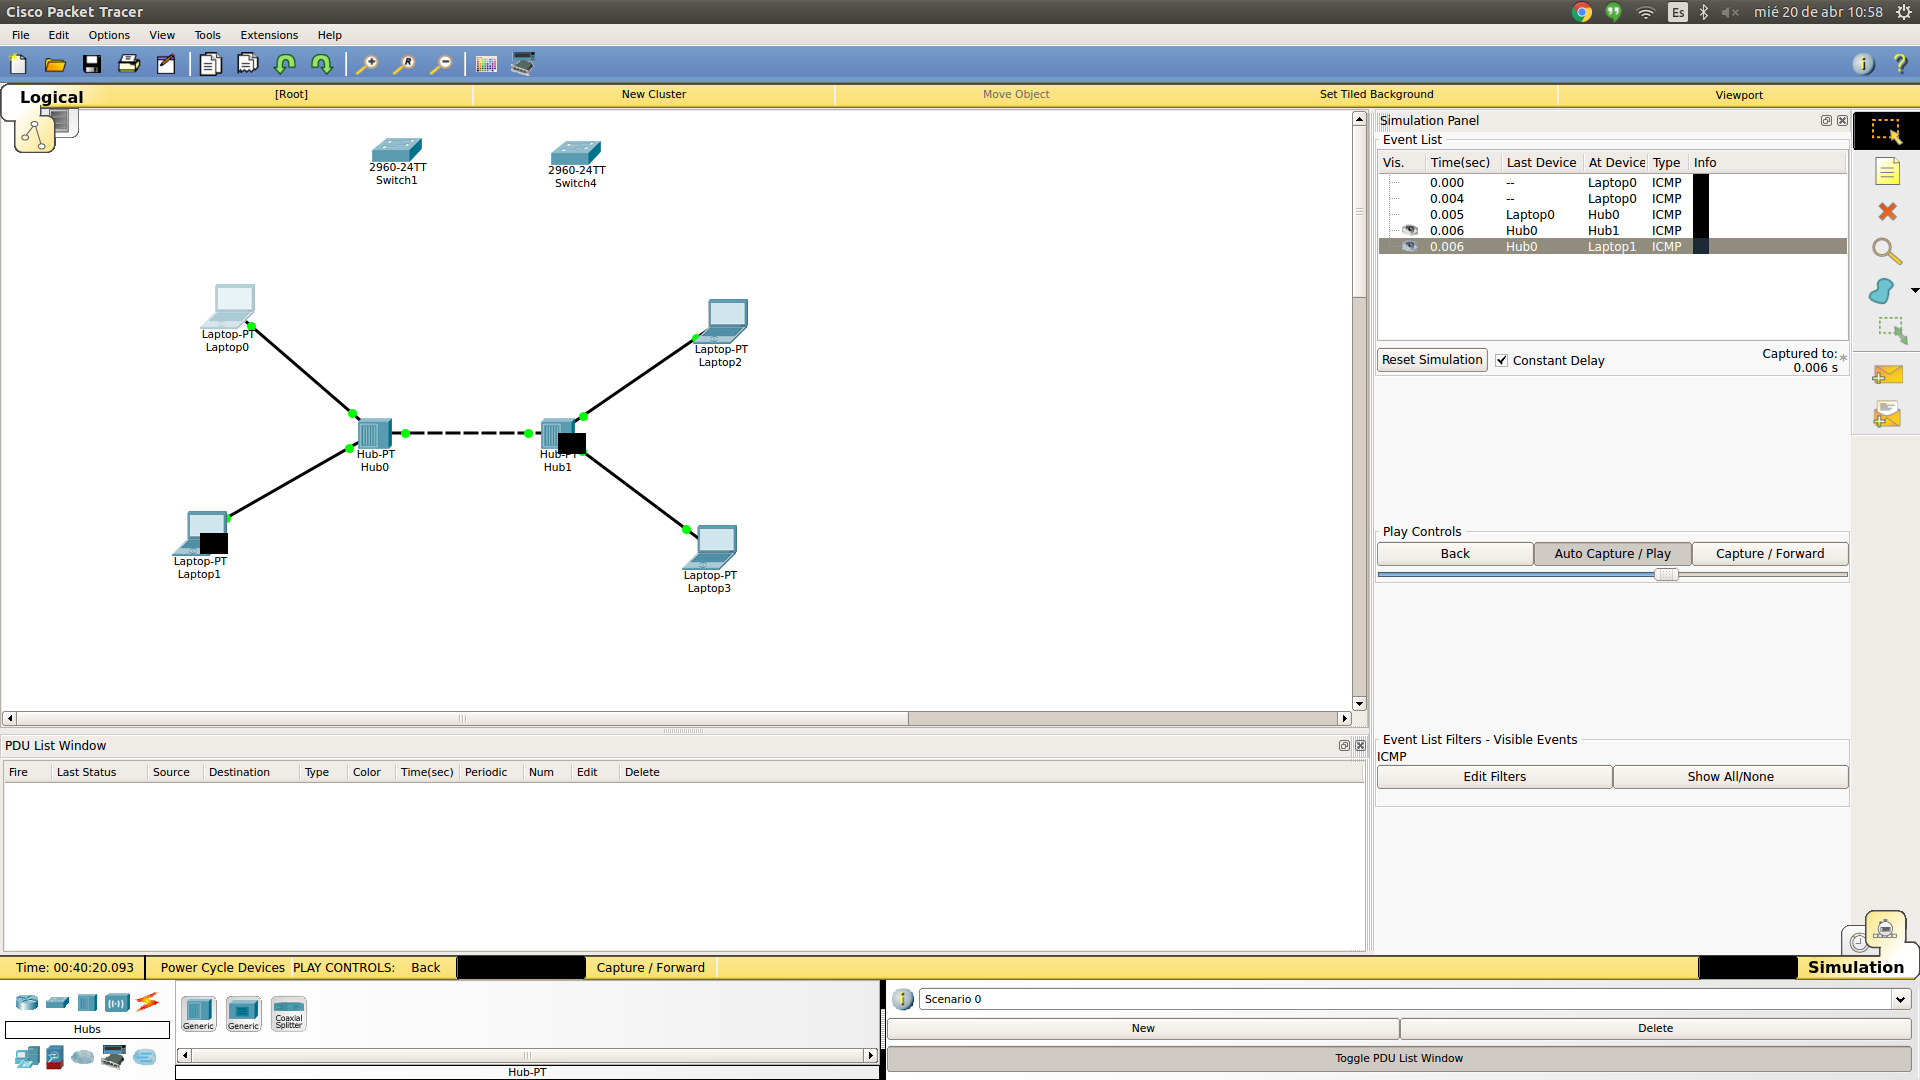 Cisco Packet Tracer
Es
mié 20 de abr 10:58
File Edit Options View Tools Extensions Help
Logical
[Root]
New Cluster
Move Object
Set Tiled Background
Viewport
2960-24TT
Switch1
2960-24TT
Switch4
Laptop-PT
Laptop0
Laptop-PT
Laptop2
Hub-PT
Hub0
Hub-PT
Hub1
Laptop-PT
Laptop1
Laptop-PT
Laptop3
Simulation Panel
Event List
Vis. Time(sec) Last Device At Device Type Info
0.000 -- Laptop0 ICMP
0.004 -- Laptop0 ICMP
0.005 Laptop0 Hub0 ICMP
0.006 Hub0 Hub1 ICMP
0.006 Hub0 Laptop1 ICMP
Reset Simulation
Constant Delay
Captured to: *
0.006 s
Play Controls
Back
Auto Capture / Play
Capture / Forward
Event List Filters - Visible Events
ICMP
Edit Filters
Show All/None
PDU List Window
Fire Last Status Source Destination Type Color Time(sec) Periodic Num Edit Delete
Time: 00:40:20.093
Power Cycle Devices PLAY CONTROLS: Back
Capture / Forward
Simulation
Hubs
Generic
Generic
Coaxial
Splitter
Hub-PT
Scenario 0
New
Delete
Toggle PDU List Window